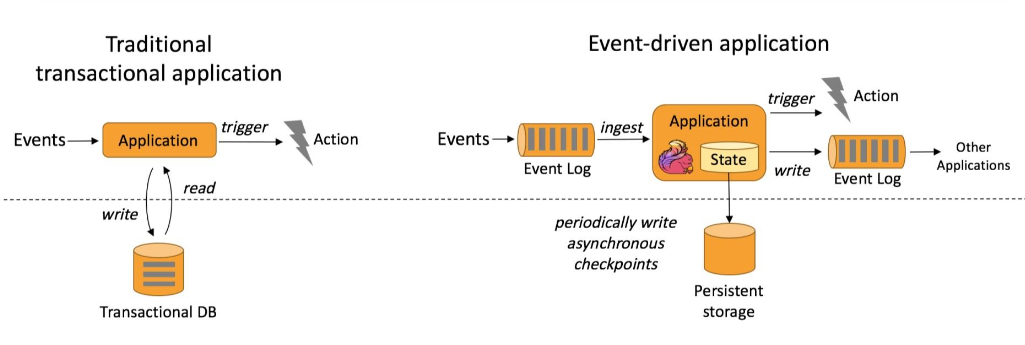 Traditional
transactional application
Events
Application
trigger
Action
write
read
Transactional DB
Event-driven application
Events
Event Log
ingest
Application
State
trigger
Action
write
Event Log
Other
Applications
periodically write
asynchronous
checkpoints
Persistent
storage